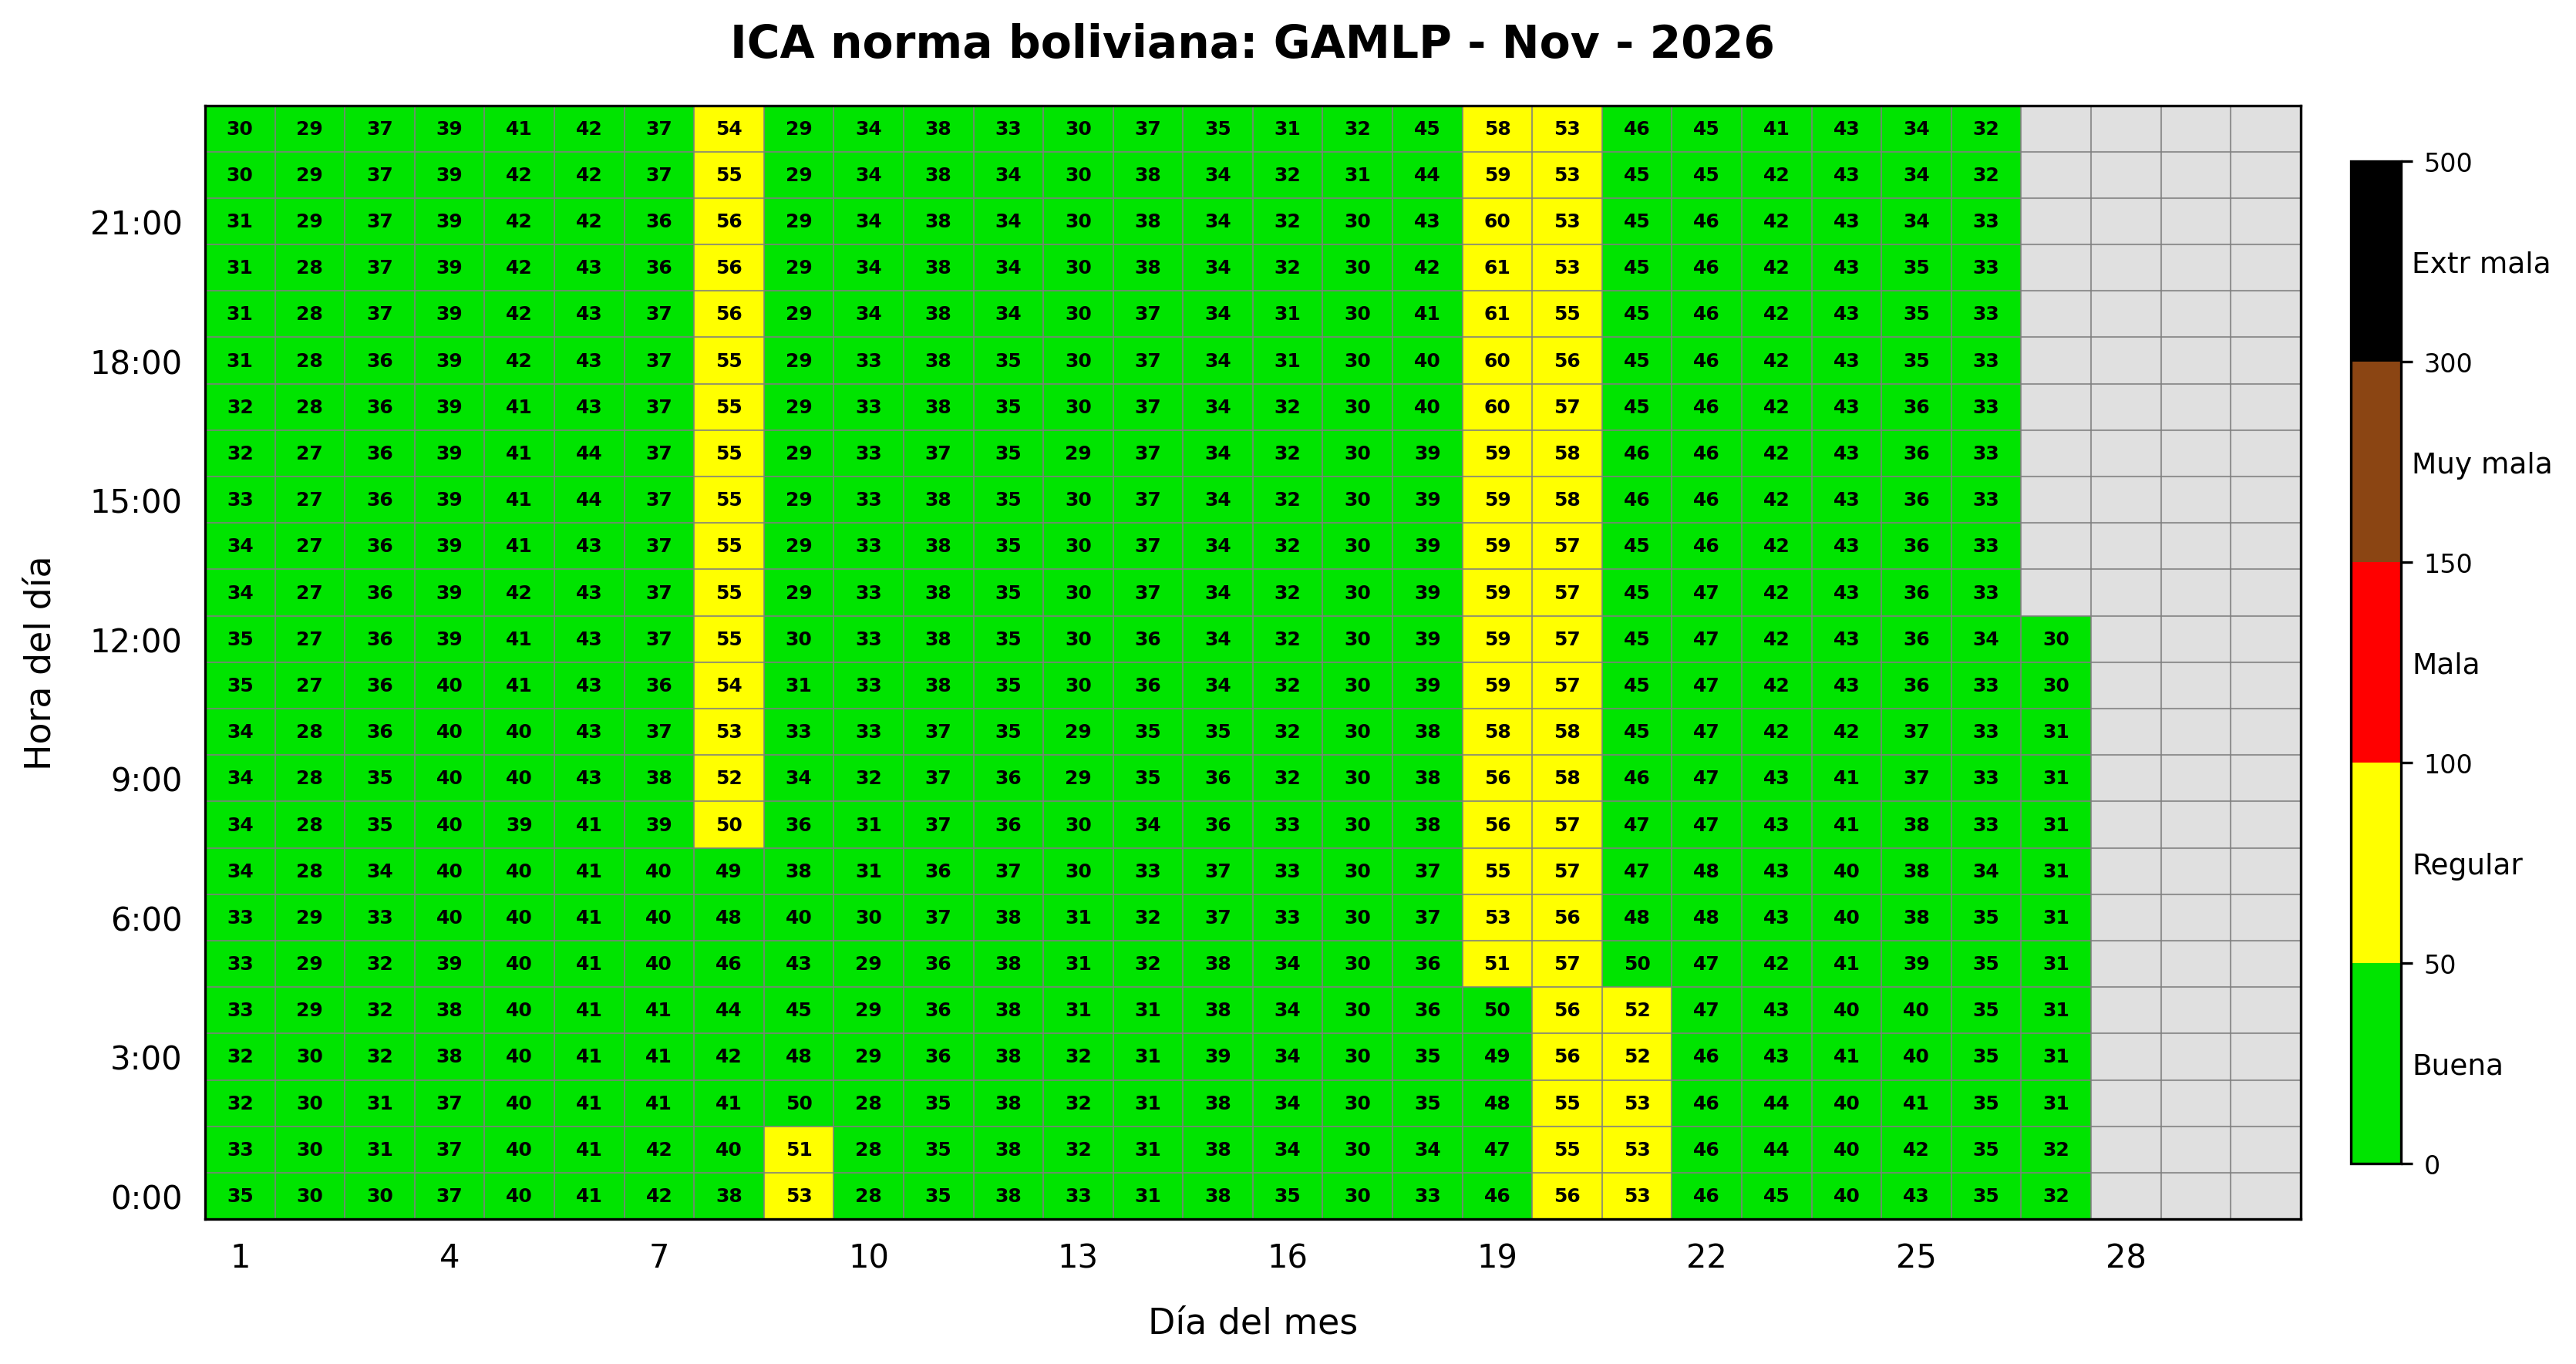 ICA norma boliviana: GAMLP - Nov - 2026
30 29 37 39 41 42 37 54 29 34 38 33 30 37 35 31 32 45 58 53 46 45 41 43 34 32
30 29 37 39 42 42 37 55 29 34 38 34 30 38 34 32 31 44 59 53 45 45 42 43 34 32
21:00 31 29 37 39 42 42 36 56 29 34 38 34 30 38 34 32 30 43 60 53 45 46 42 43 34 33
31 28 37 39 42 43 36 56 29 34 38 34 30 38 34 32 30 42 61 53 45 46 42 43 35 33
31 28 37 39 42 43 37 56 29 34 38 34 30 37 34 31 30 41 61 55 45 46 42 43 35 33
18:00 31 28 36 39 42 43 37 55 29 33 38 35 30 37 34 31 30 40 60 56 45 46 42 43 35 33
32 28 36 39 41 43 37 55 29 33 38 35 30 37 34 32 30 40 60 57 45 46 42 43 36 33
32 27 36 39 41 44 37 55 29 33 37 35 29 37 34 32 30 39 59 58 46 46 42 43 36 33
15:00 33 27 36 39 41 44 37 55 29 33 38 35 30 37 34 32 30 39 59 58 46 46 42 43 36 33
34 27 36 39 41 43 37 55 29 33 38 35 30 37 34 32 30 39 59 57 45 46 42 43 36 33
34 27 36 39 42 43 37 55 29 33 38 35 30 37 34 32 30 39 59 57 45 47 42 43 36 33
12:00 35 27 36 39 41 43 37 55 30 33 38 35 30 36 34 32 30 39 59 57 45 47 42 43 36 34 30
35 27 36 40 41 43 36 54 31 33 38 35 30 36 34 32 30 39 59 57 45 47 42 43 36 33 30
34 28 36 40 40 43 37 53 33 33 37 35 29 35 35 32 30 38 58 58 45 47 42 42 37 33 31
9:00 34 28 35 40 40 43 38 52 34 32 37 36 29 35 36 32 30 38 56 58 46 47 43 41 37 33 31
34 28 35 40 39 41 39 50 36 31 37 36 30 34 36 33 30 38 56 57 47 47 43 41 38 33 31
34 28 34 40 40 41 40 49 38 31 36 37 30 33 37 33 30 37 55 57 47 48 43 40 38 34 31
6:00 33 29 33 40 40 41 40 48 40 30 37 38 31 32 37 33 30 37 53 56 48 48 43 40 38 35 31
33 29 32 39 40 41 40 46 43 29 36 38 31 32 38 34 30 36 51 57 50 47 42 41 39 35 31
33 29 32 38 40 41 41 44 45 29 36 38 31 31 38 34 30 36 50 56 52 47 43 40 40 35 31
3:00 32 30 32 38 40 41 41 42 48 29 36 38 32 31 39 34 30 35 49 56 52 46 43 41 40 35 31
32 30 31 37 40 41 41 41 50 28 35 38 32 31 38 34 30 35 48 55 53 46 44 40 41 35 31
33 30 31 37 40 41 42 40 51 28 35 38 32 31 38 34 30 34 47 55 53 46 44 40 42 35 32
0:00 35 30 30 37 40 41 42 38 53 28 35 38 33 31 38 35 30 33 46 56 53 46 45 40 43 35 32
1 4 7 10 13 16 19 22 25 28
Día del mes
Hora del día
500
Extr mala
300
Muy mala
150
Mala
100
Regular
50
Buena
0